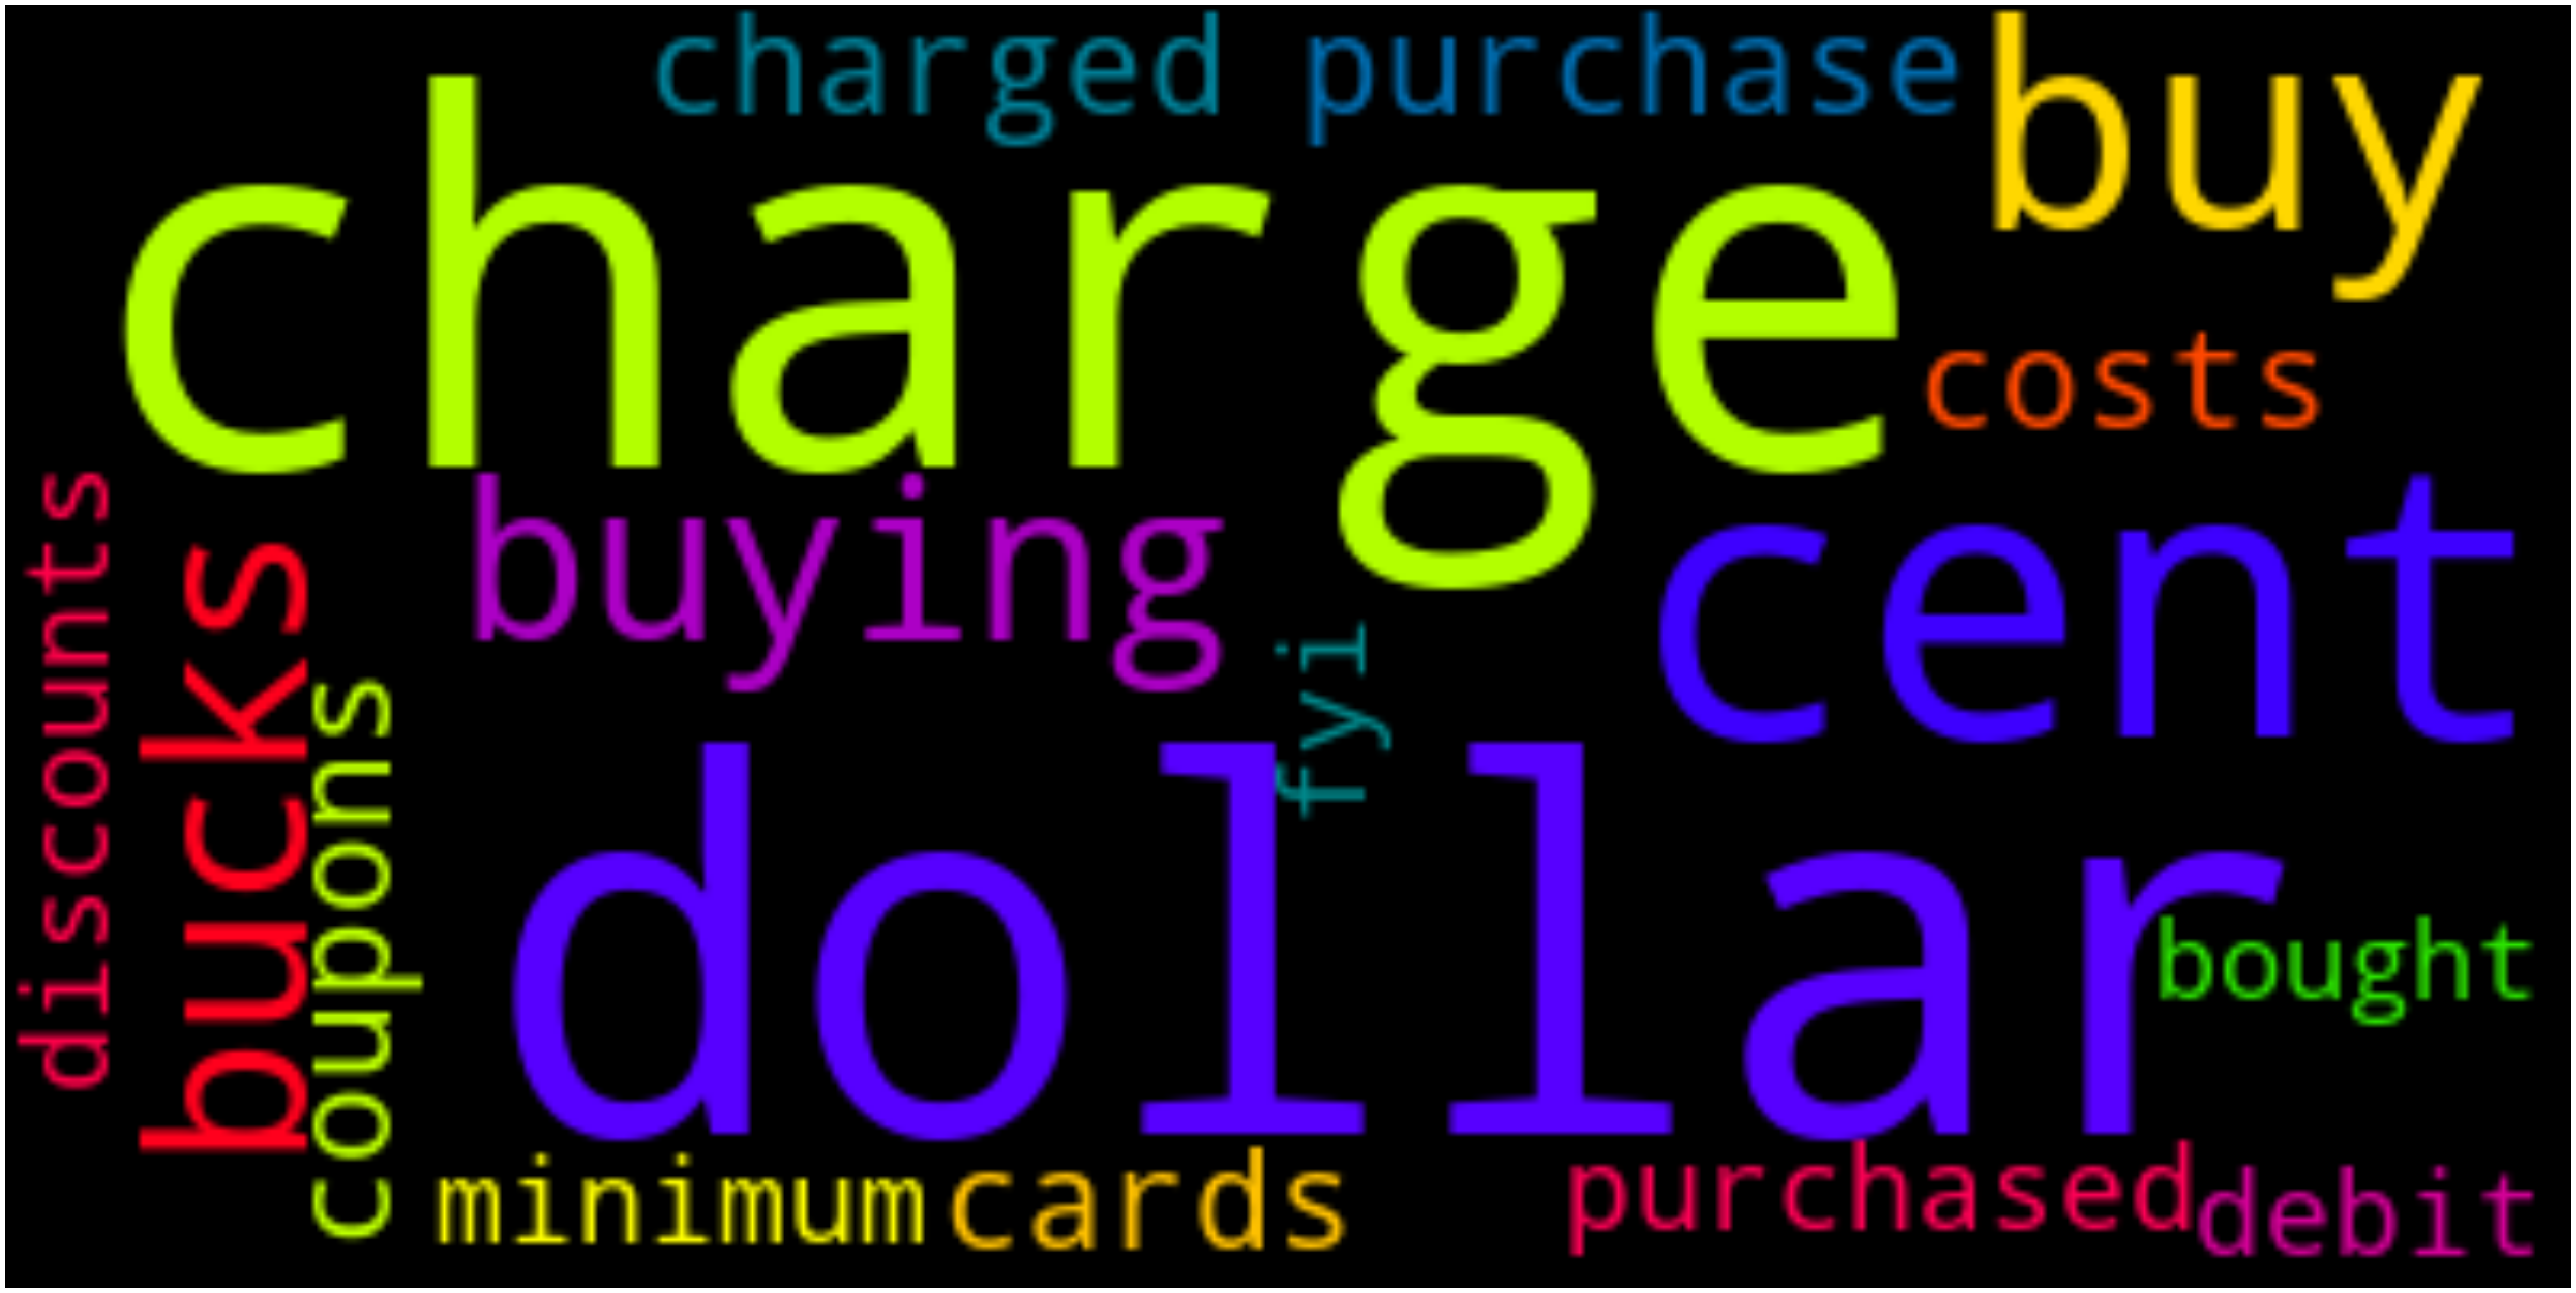 charged purchase buy
charge
costs
discounts
bucks
buying
cent
coupons
fyi
dollar
bought
minimum cards
purchased debit